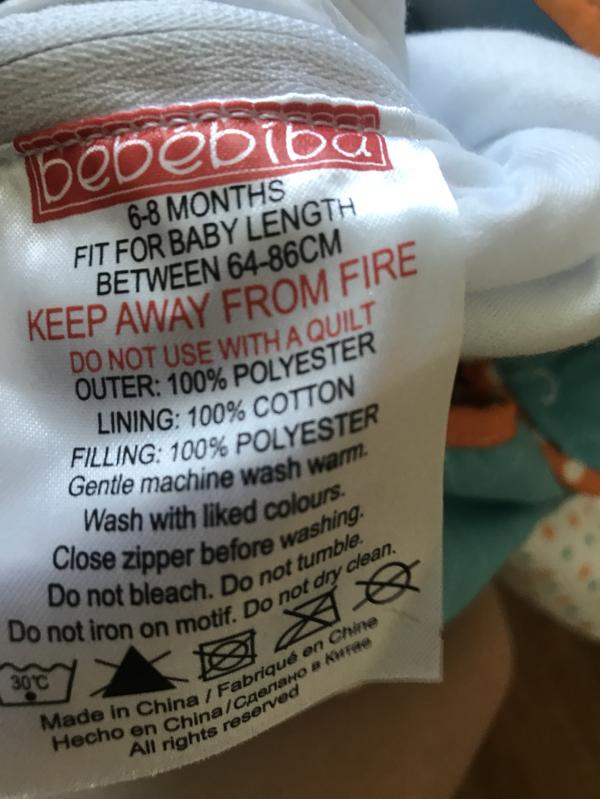 bebebibu
6-8 MONTHS
FIT FOR BABY LENGTH
BETWEEN 64-86CM
KEEP AWAY FROM FIRE
DO NOT USE WITH A QUILT
OUTER: 100% POLYESTER
LINING: 100% COTTON
FILLING: 100% POLYESTER
Gentle machine wash warm.
Wash with liked colours.
Close zipper before washing.
Do not bleach. Do not tumble.
Do not iron on motif. Do not dry clean.
30°C
Made in China / Fabriqué en Chine
Hecho en China/Сделано в Китае
All rights reserved